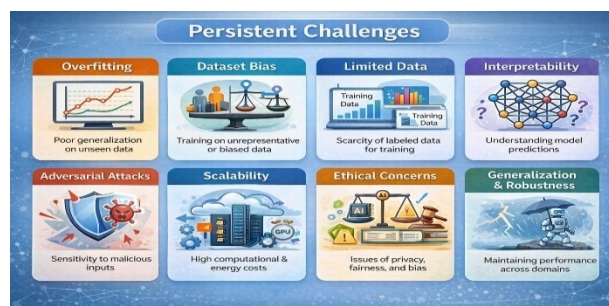 Persistent Challenges
Overfitting
Poor generalization
on unseen data
Dataset Bias
Training on unrepresentative
or biased data
Limited Data
Training
Data
Training
Data
Scarcity of labeled data
for training
Interpretability
? ? ?
Understanding model
predictions
Adversarial Attacks
Sensitivity to malicious
inputs
Scalability
GPU
High computational &
energy costs
Ethical Concerns
AI
Issues of privacy,
fairness, and bias
Generalization
& Robustness
Maintaining performance
across domains